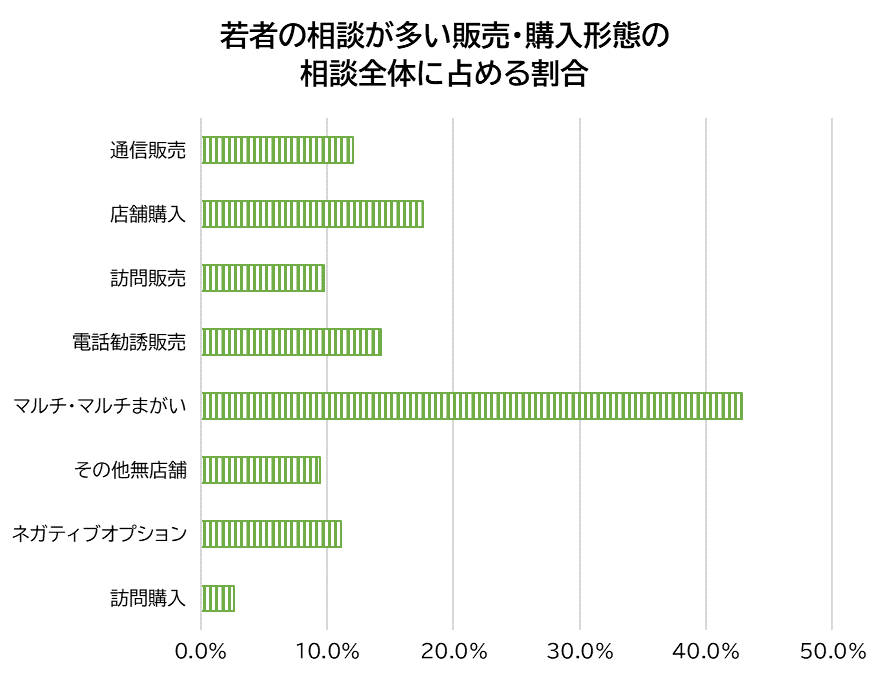 若者の相談が多い販売・購入形態の
相談全体に占める割合
通信販売
店舗購入
訪問販売
電話勧誘販売
マルチ・マルチまがい
その他無店舗
ネガティブオプション
訪問購入
0.0% 10.0% 20.0% 30.0% 40.0% 50.0%